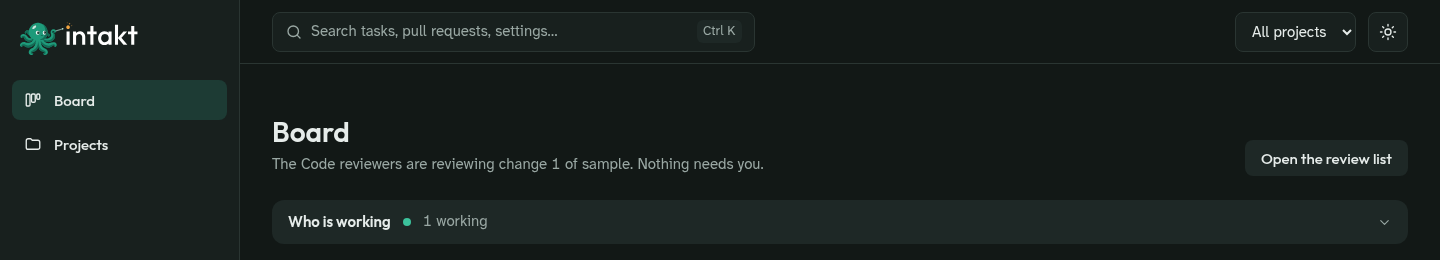 intakt
Search tasks, pull requests, settings...
Ctrl K
All projects
Board
Projects
Board
The Code reviewers are reviewing change 1 of sample. Nothing needs you.
Open the review list
Who is working
1 working